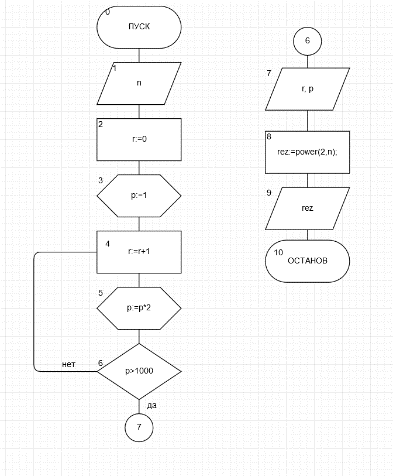 0
ПУСК
1
n
2
r:=0
3
p:=1
4
r:=r+1
5
p:=p*2
6
p>1000
нет
да
7
6
7
r, p
8
rez:=power(2,n);
9
rez
10
ОСТАНОВ